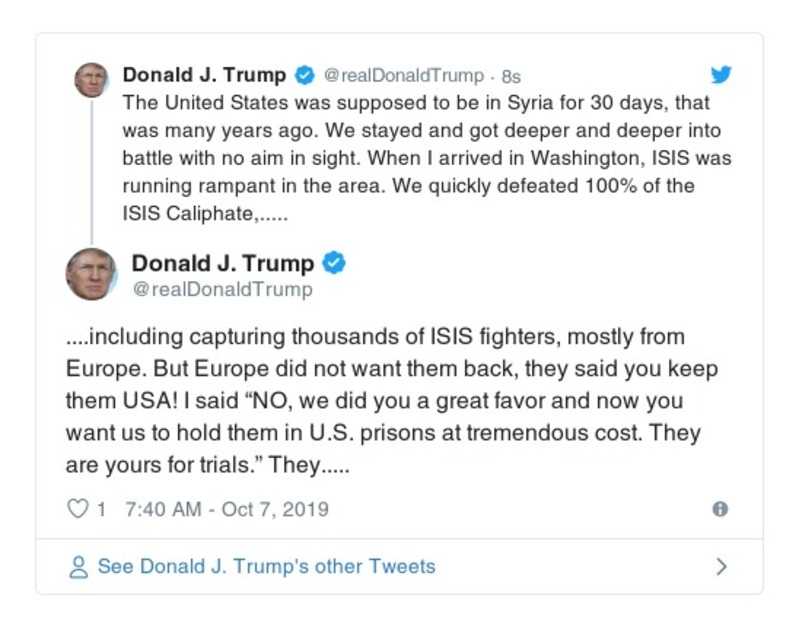 Donald J. Trump @realDonaldTrump · 8s
The United States was supposed to be in Syria for 30 days, that
was many years ago. We stayed and got deeper and deeper into
battle with no aim in sight. When I arrived in Washington, ISIS was
running rampant in the area. We quickly defeated 100% of the
ISIS Caliphate,.....
Donald J. Trump
@realDonaldTrump
....including capturing thousands of ISIS fighters, mostly from
Europe. But Europe did not want them back, they said you keep
them USA! I said “NO, we did you a great favor and now you
want us to hold them in U.S. prisons at tremendous cost. They
are yours for trials.” They.....
1 7:40 AM - Oct 7, 2019
See Donald J. Trump's other Tweets